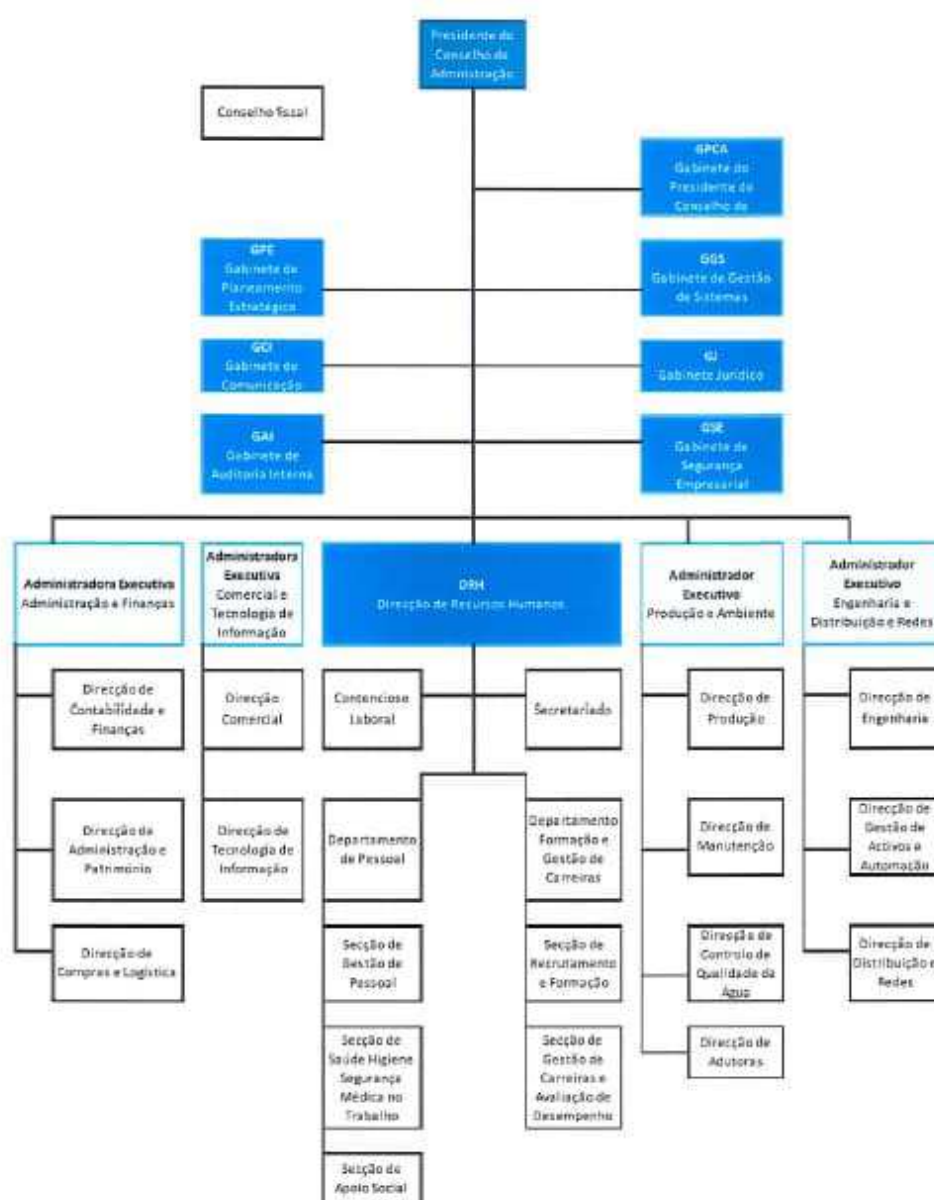 Presidente do
Conselho de
Administração
Conselho fiscal
GPCA
Gabinete do
Presidente do
Conselho de
GPE
Gabinete de
Planeamento
Estratégico
GGS
Gabinete de Gestão
de Sistemas
GCI
Gabinete de
Comunicação
GJ
Gabinete Jurídico
GAI
Gabinete de
Auditoria Interna
GSE
Gabinete de
Segurança
Empresarial
Administradora Executiva
Administração e Finanças
Administradora
Executiva
Comercial e
Tecnologia de
Informação
DRH
Direcção de Recursos Humanos
Administrador
Executivo
Produção e Ambiente
Administrador
Executivo
Engenharia e
Distribuição e Redes
Direcção de
Contabilidade e
Finanças
Direcção
Comercial
Contencioso
Laboral
Secretariado
Direcção de
Produção
Direcção de
Engenharia
Direcção de
Administração e
Património
Direcção de
Tecnologia de
Informação
Departamento
de Pessoal
Departamento
Formação e
Gestão de
Carreiras
Direcção de
Manutenção
Direcção de
Gestão de
Activos e
Automação
Direcção de
Compras e Logística
Secção de
Gestão de
Pessoal
Secção de
Recrutamento
e Formação
Direcção de
Controlo de
Qualidade da
Água
Direcção de
Distribuição e
Redes
Secção de
Saúde Higiene
Segurança
Médica no
Trabalho
Secção de
Gestão de
Carreiras e
Avaliação de
Desempenho
Direcção de
Adutoras
Secção de
Apoio Social